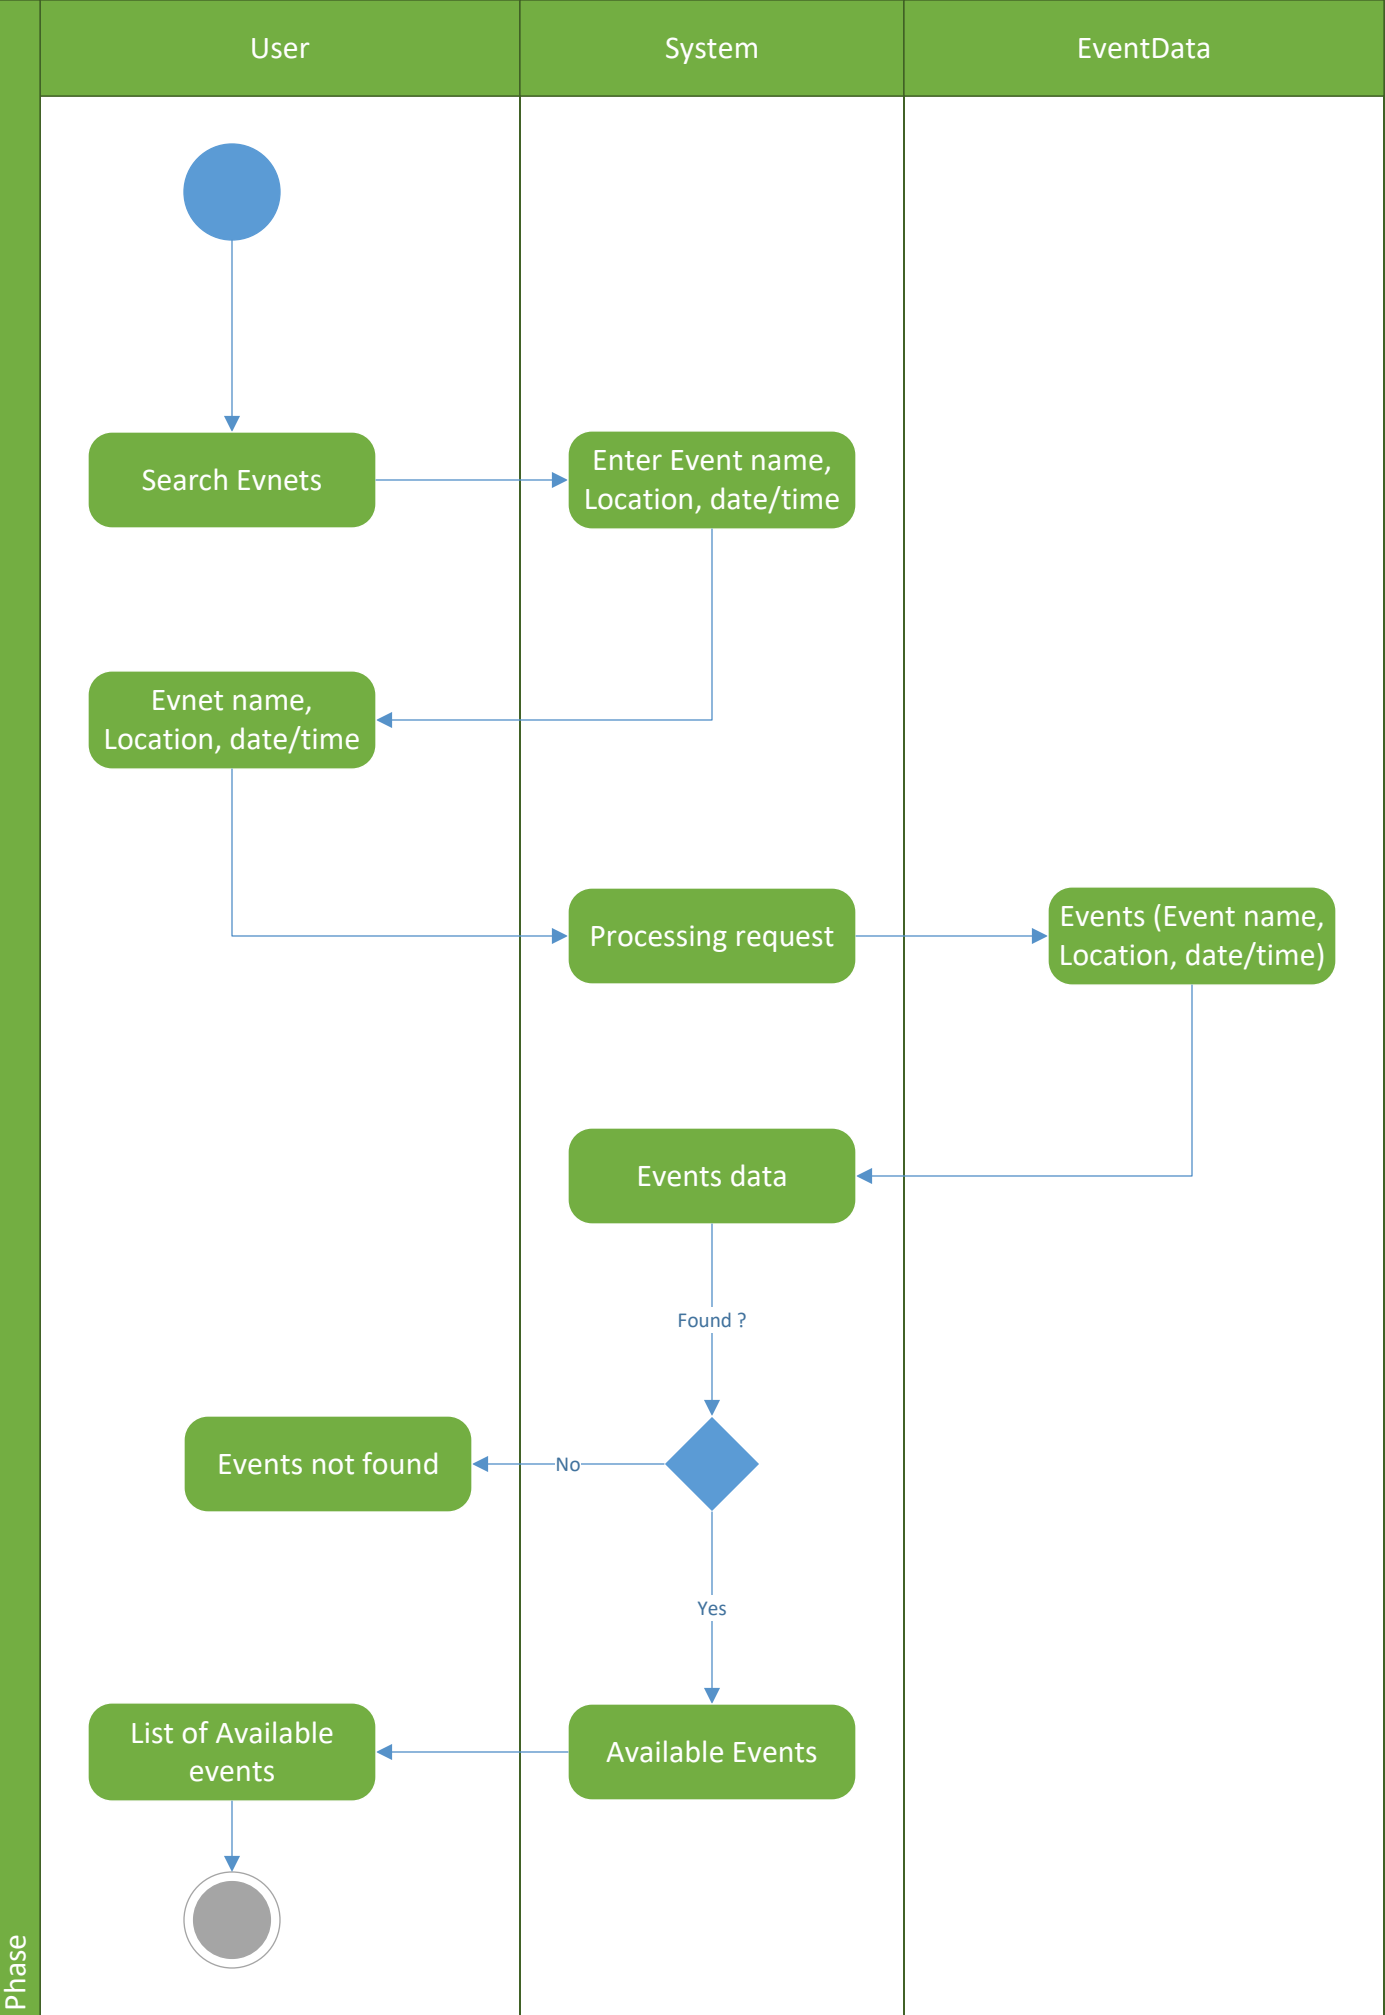 User
System
EventData
Search Evnets
Enter Event name,
Location, date/time
Evnet name,
Location, date/time
Processing request
Events (Event name,
Location, date/time)
Events data
Found ?
Events not found
No
Yes
List of Available
events
Available Events
Phase